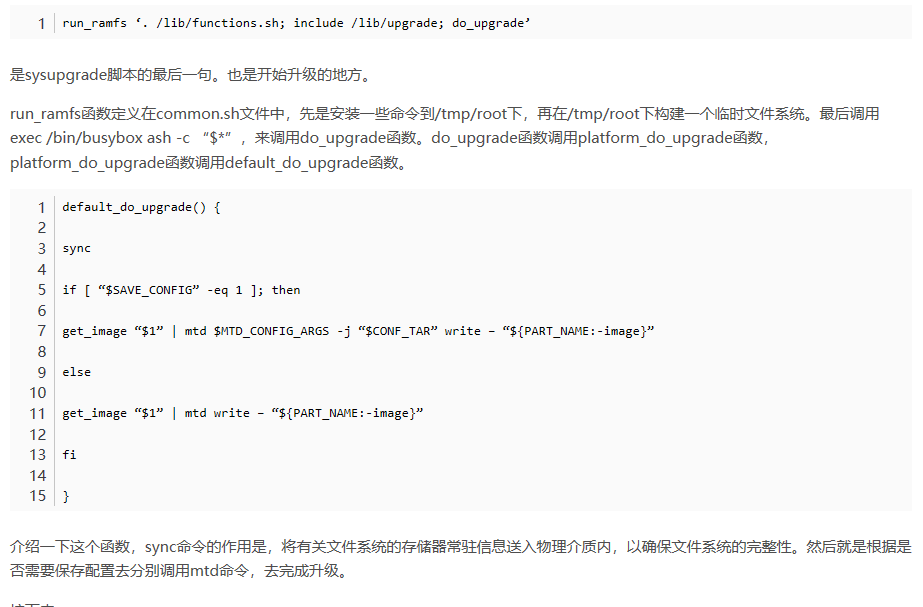 1 run_ramfs ‘. /lib/functions.sh; include /lib/upgrade; do_upgrade’
是sysupgrade脚本的最后一句。也是开始升级的地方。
run_ramfs函数定义在common.sh文件中，先是安装一些命令到/tmp/root下，再在/tmp/root下构建一个临时文件系统。最后调用
exec /bin/busybox ash -c “$*” ，来调用do_upgrade函数。do_upgrade函数调用platform_do_upgrade函数，
platform_do_upgrade函数调用default_do_upgrade函数。
1 default_do_upgrade() {
2
3 sync
4
5 if [ “$SAVE_CONFIG” -eq 1 ]; then
6
7 get_image “$1” | mtd $MTD_CONFIG_ARGS -j “$CONF_TAR” write – “${PART_NAME:-image}”
8
9 else
10
11 get_image “$1” | mtd write – “${PART_NAME:-image}”
12
13 fi
14
15 }
介绍一下这个函数，sync命令的作用是，将有关文件系统的存储器常驻信息送入物理介质内，以确保文件系统的完整性。然后就是根据是
否需要保存配置去分别调用mtd命令，去完成升级。